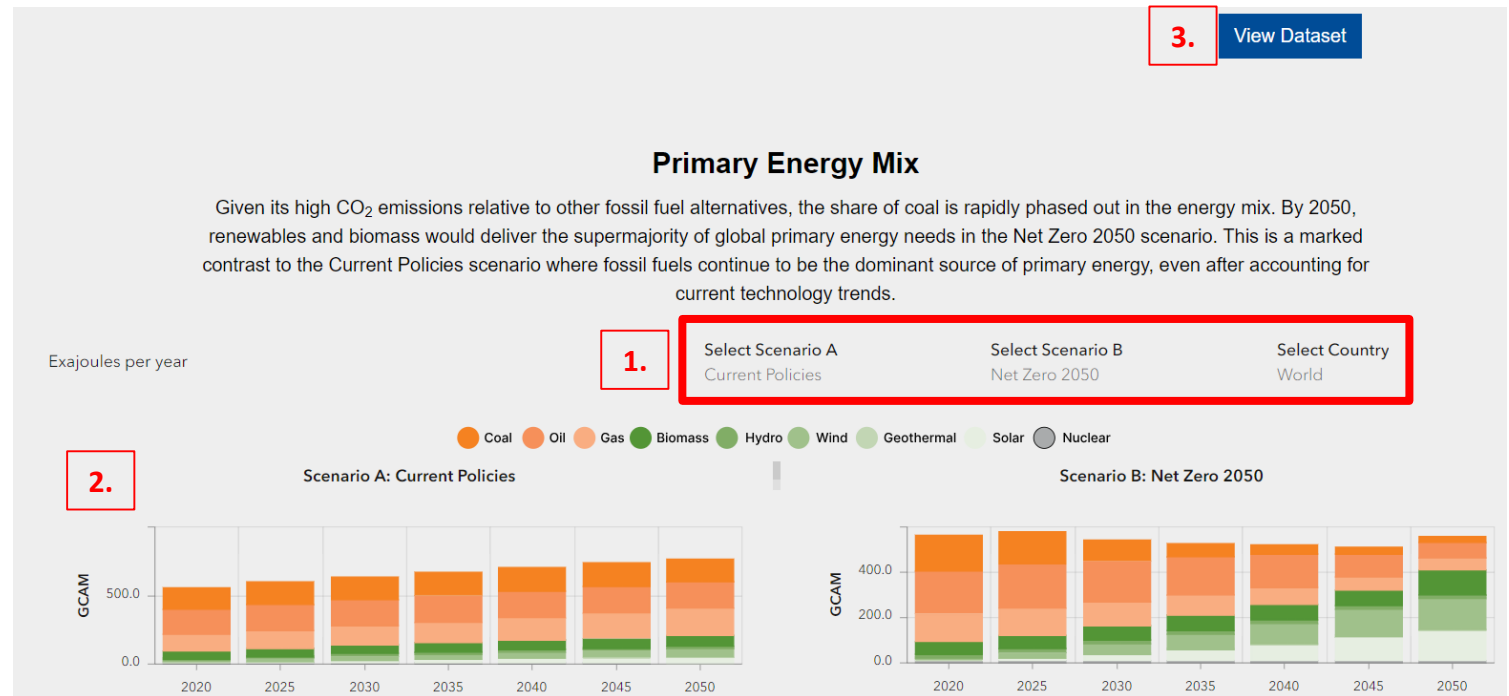 3.
View Dataset
Primary Energy Mix
Given its high CO2 emissions relative to other fossil fuel alternatives, the share of coal is rapidly phased out in the energy mix. By 2050,
renewables and biomass would deliver the supermajority of global primary energy needs in the Net Zero 2050 scenario. This is a marked
contrast to the Current Policies scenario where fossil fuels continue to be the dominant source of primary energy, even after accounting for
current technology trends.
Exajoules per year
1.
Select Scenario A
Current Policies
Select Scenario B
Net Zero 2050
Select Country
World
Coal Oil Gas Biomass Hydro Wind Geothermal Solar Nuclear
2.
Scenario A: Current Policies
GCAM
500.0
0.0
2020 2025 2030 2035 2040 2045 2050
Scenario B: Net Zero 2050
GCAM
400.0
200.0
0.0
2020 2025 2030 2035 2040 2045 2050